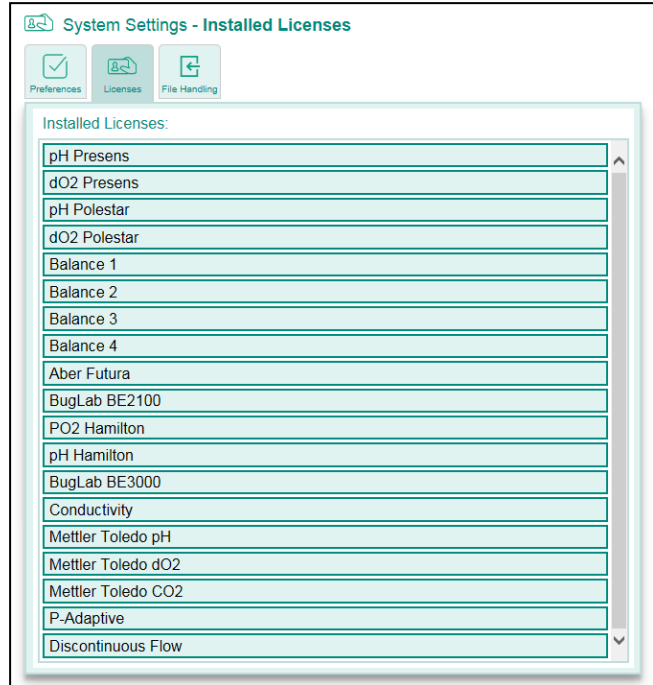 System Settings - Installed Licenses
Preferences
Licenses
File Handling
Installed Licenses:
pH Presens
dO2 Presens
pH Polestar
dO2 Polestar
Balance 1
Balance 2
Balance 3
Balance 4
Aber Futura
BugLab BE2100
PO2 Hamilton
pH Hamilton
BugLab BE3000
Conductivity
Mettler Toledo pH
Mettler Toledo dO2
Mettler Toledo CO2
P-Adaptive
Discontinuous Flow